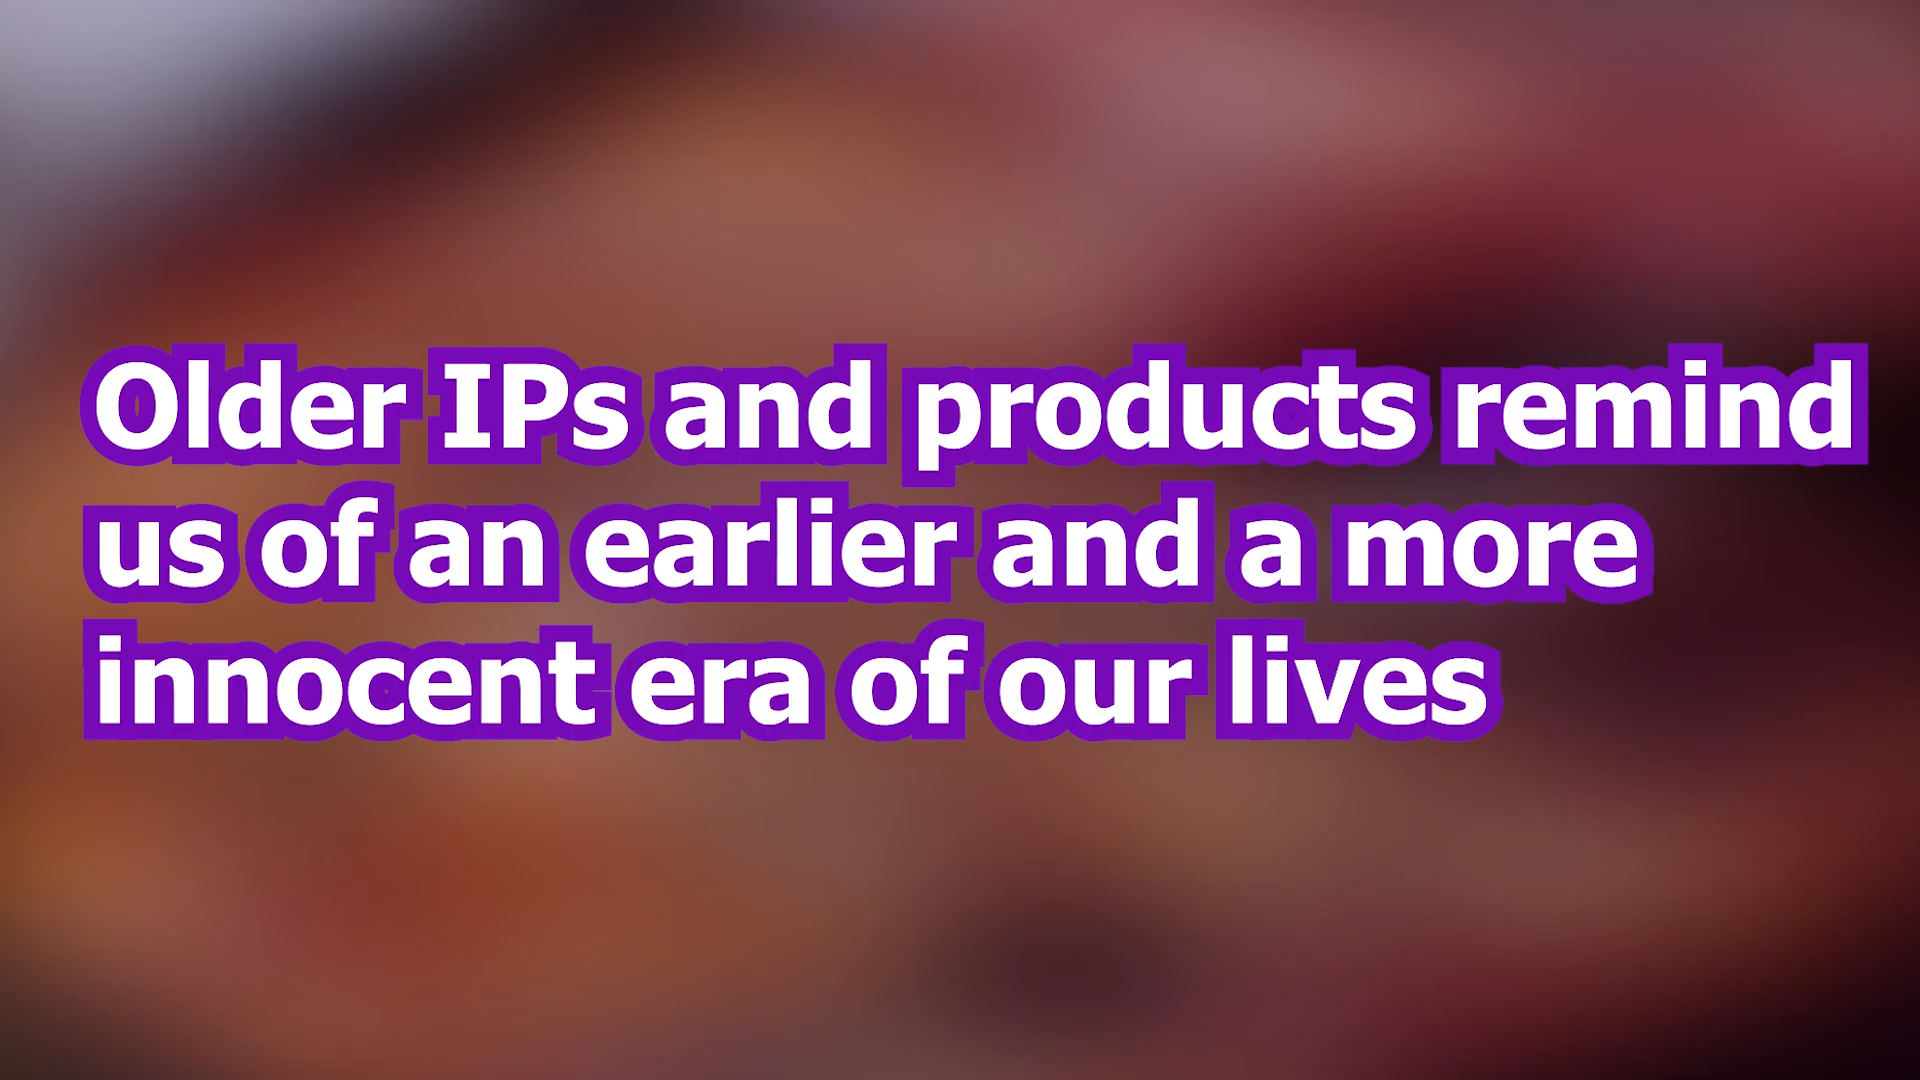 Older IPs and products remind
us of an earlier and a more
innocent era of our lives